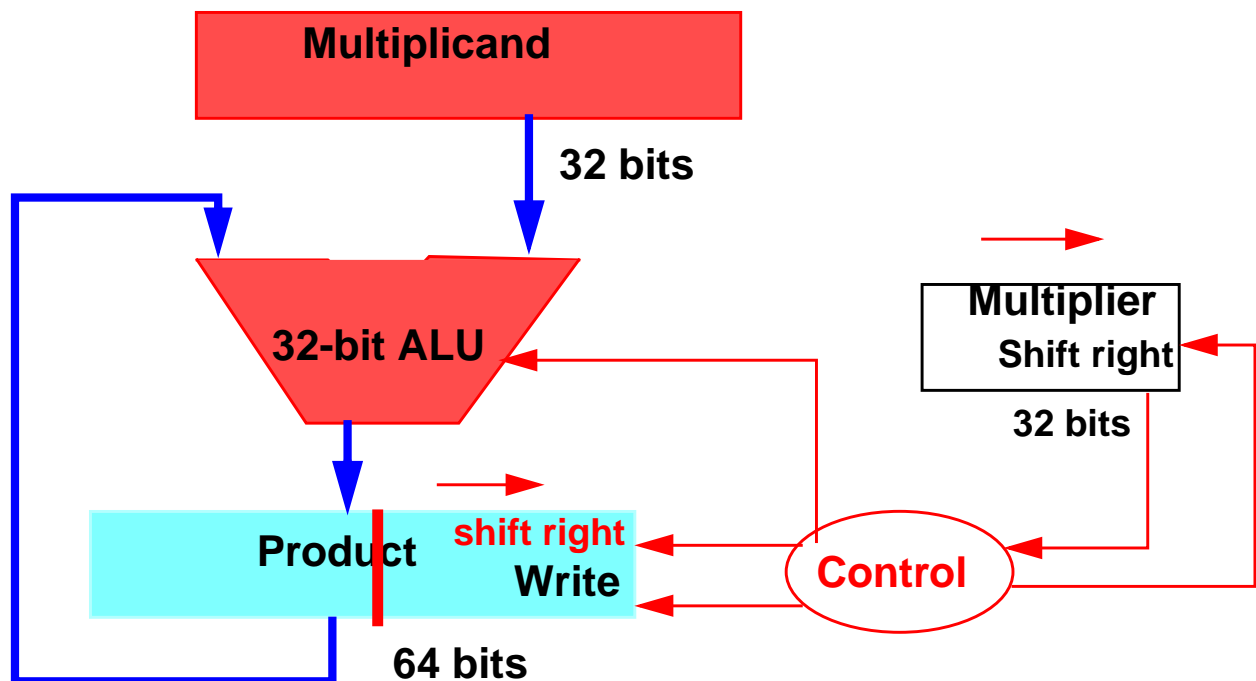 Multiplicand
32 bits
32-bit ALU
Multiplier
Shift right
32 bits
Product
shift right
Write
64 bits
Control